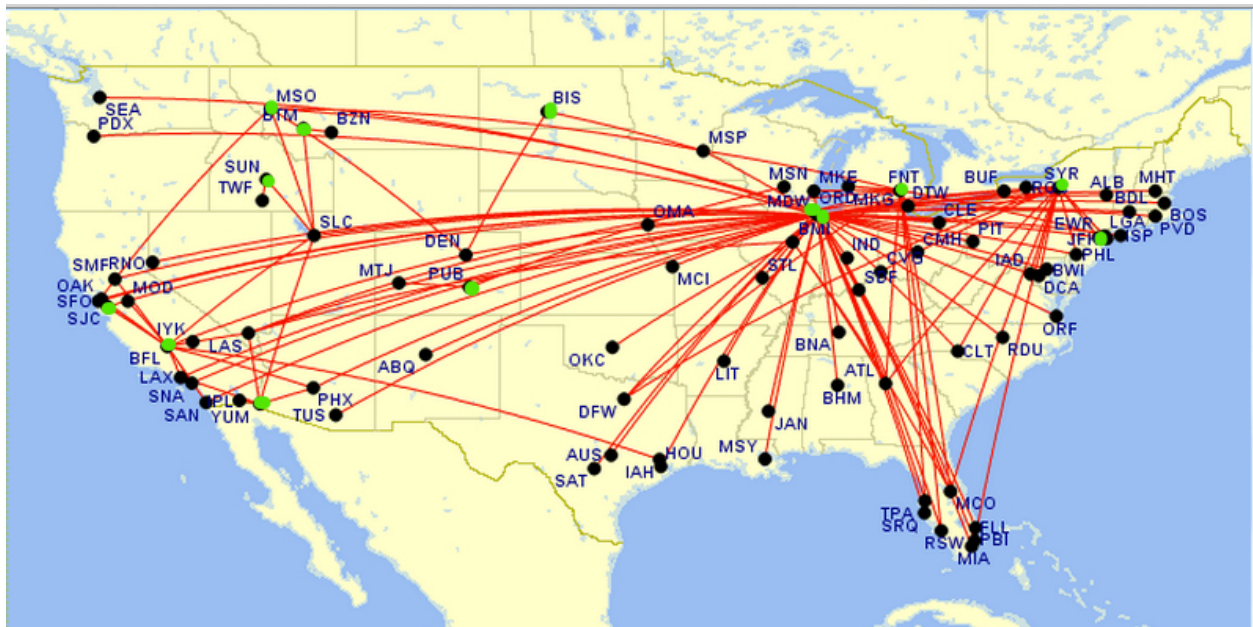 MSO
BIS
SEA
BTM
BZN
PDX
MSP
SUN
MSN
MKE
FNT
BUF
SYR
ALB
MHT
TWF
MDW
ORD
MKG
DTW
BDL
OMA
CLE
EWR
LGA
BOS
SLC
BMI
PVD
DEN
IND
CMH
PIT
JFK
ISP
SMF
RNO
MTJ
PUB
STL
CVG
IAD
PHL
OAK
MCI
SDF
BWI
SFO
MOD
DCA
SJC
IYK
ORF
LAS
BNA
BFL
OKC
CLT
RDU
ABQ
LIT
ATL
LAX
SNA
PHX
BHM
SAN
YUM
TUS
DFW
JAN
MSY
AUS
HOU
SAT
IAH
MCO
TPA
SRQ
FLL
RSW
PBI
MIA